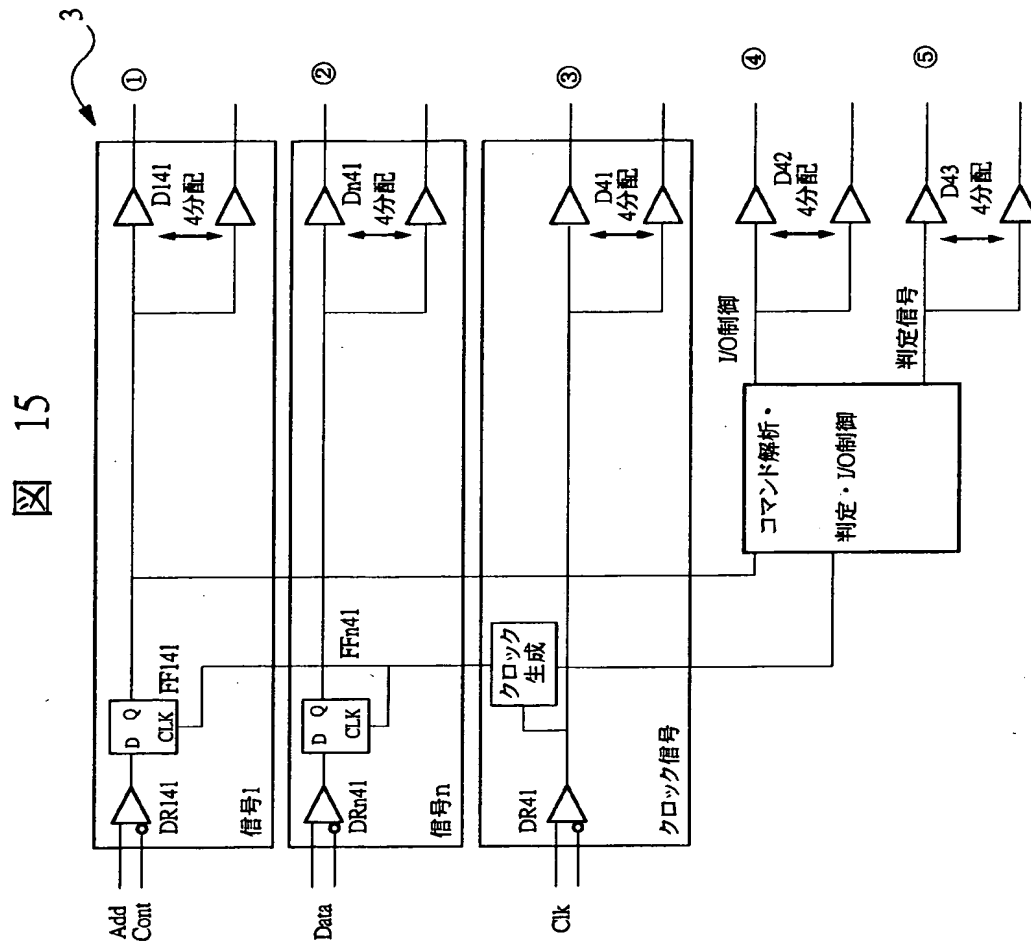 図 15
3
Add
Cont
DR141
D Q
CLK
FF141
信号1
D141
4分配
①
Data
DRn41
D Q
CLK
FFn41
信号n
Dn41
4分配
②
Clk
DR41
クロック
生成
クロック信号
D41
4分配
③
コマンド解析・
判定・I/O制御
I/O制御
D42
4分配
④
判定信号
D43
4分配
⑤